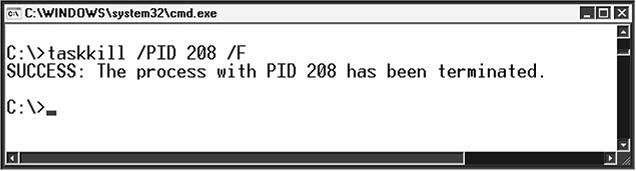 C:\WINDOWS\system32\cmd.exe
C:\>taskkill /PID 208 /F
SUCCESS: The process with PID 208 has been terminated.
C:\>_